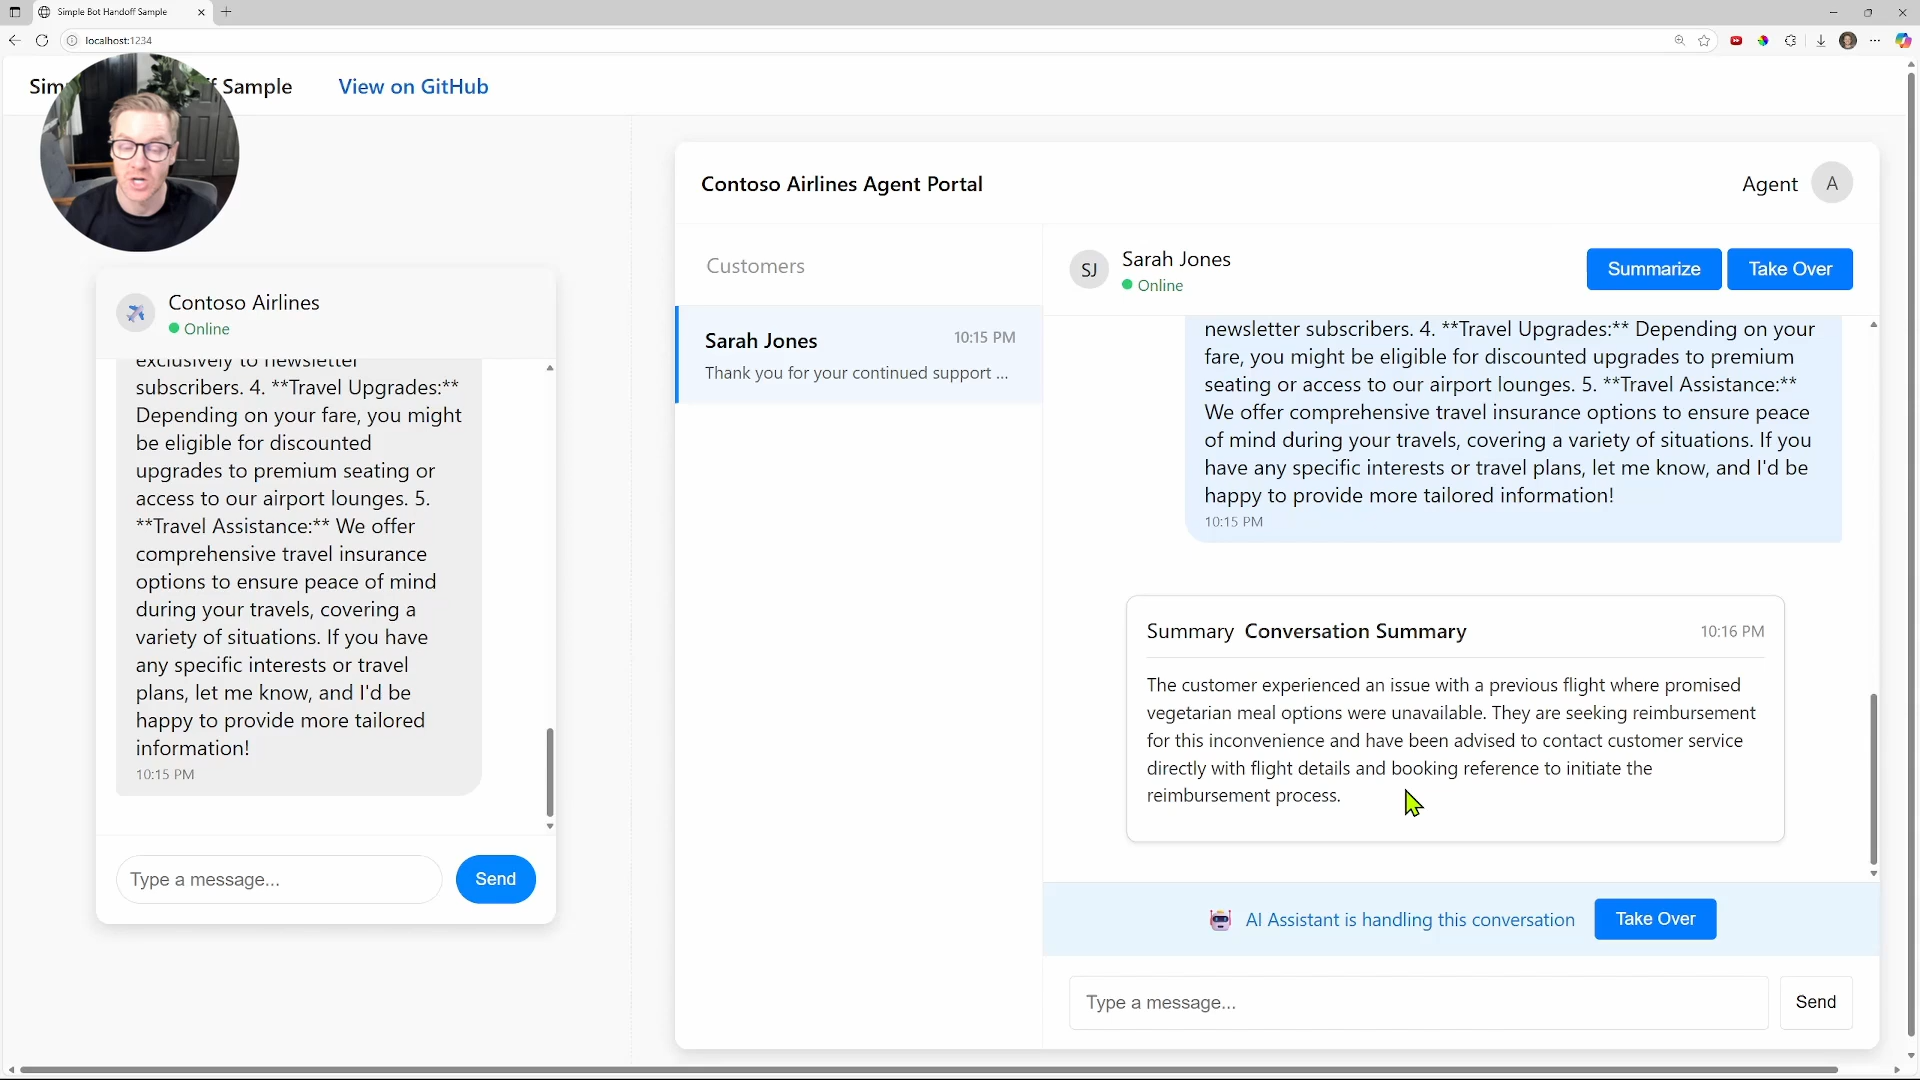 Simple Bot Handoff Sample
localhost:1234
Sim
f Sample
View on GitHub
Contoso Airlines
Online
exclusively to newsletter
subscribers. 4. **Travel Upgrades:**
Depending on your fare, you might
be eligible for discounted
upgrades to premium seating or
access to our airport lounges. 5.
**Travel Assistance:** We offer
comprehensive travel insurance
options to ensure peace of mind
during your travels, covering a
variety of situations. If you have
any specific interests or travel
plans, let me know, and I'd be
happy to provide more tailored
information!
10:15 PM
Type a message...
Send
Contoso Airlines Agent Portal
Agent
A
Customers
Sarah Jones
10:15 PM
Thank you for your continued support ...
SJ
Sarah Jones
Online
Summarize
Take Over
newsletter subscribers. 4. **Travel Upgrades:** Depending on your
fare, you might be eligible for discounted upgrades to premium
seating or access to our airport lounges. 5. **Travel Assistance:**
We offer comprehensive travel insurance options to ensure peace
of mind during your travels, covering a variety of situations. If you
have any specific interests or travel plans, let me know, and I'd be
happy to provide more tailored information!
10:15 PM
Summary Conversation Summary
10:16 PM
The customer experienced an issue with a previous flight where promised
vegetarian meal options were unavailable. They are seeking reimbursement
for this inconvenience and have been advised to contact customer service
directly with flight details and booking reference to initiate the
reimbursement process.
AI Assistant is handling this conversation
Take Over
Type a message...
Send